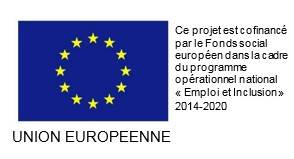 Ce projet est cofinancé
par le Fonds social
européen dans la cadre
du programme
opérationnel national
« Emploi et Inclusion»
2014-2020
UNION EUROPEENNE